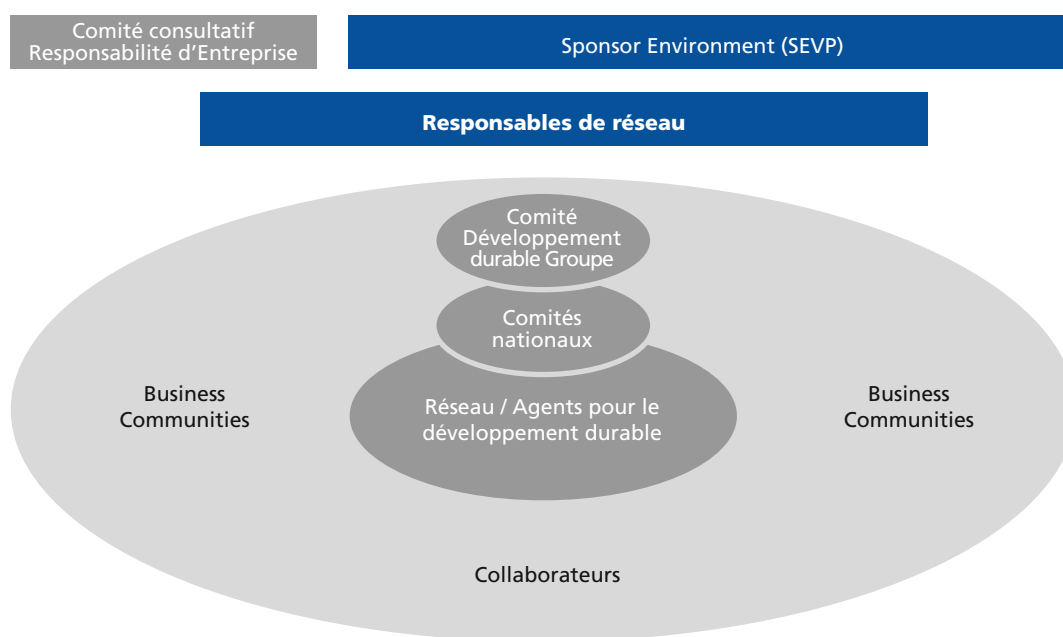 Comité consultatif
Responsabilité d'Entreprise
Sponsor Environment (SEVP)
Responsables de réseau
Comité
Développement
durable Groupe
Comités
nationaux
Business
Communities
Réseau / Agents pour le
développement durable
Business
Communities
Collaborateurs